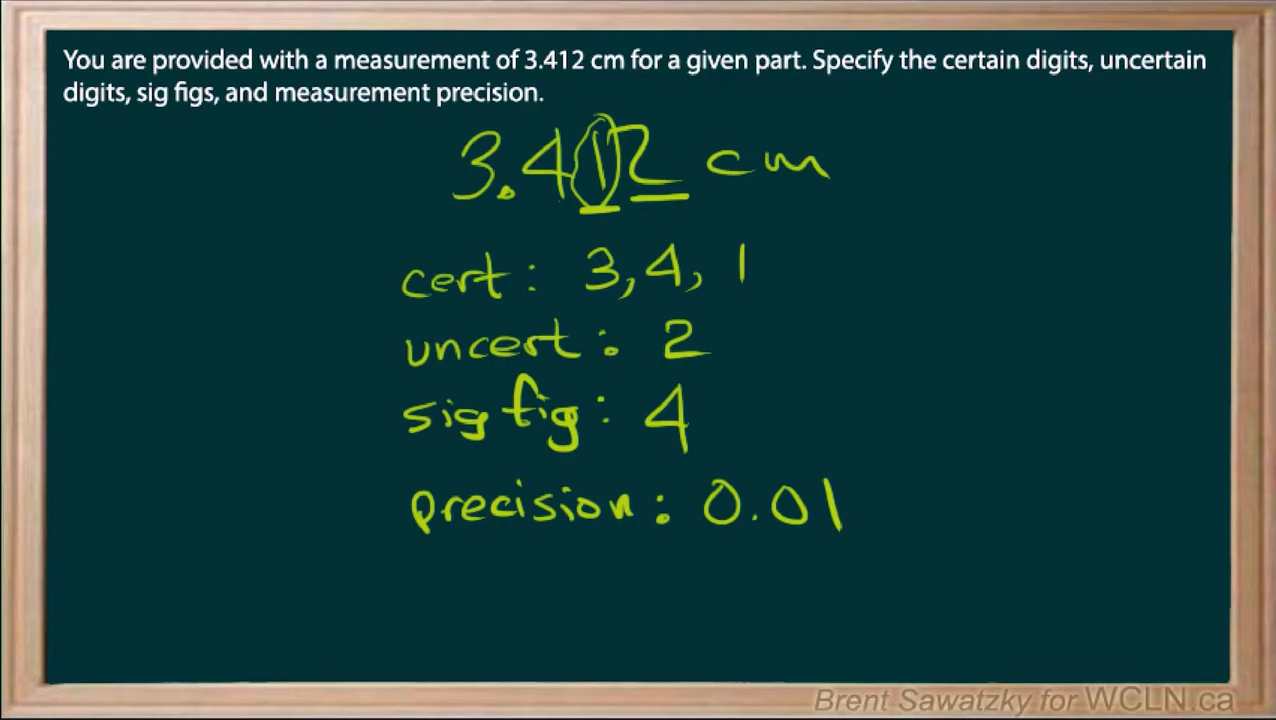 You are provided with a measurement of 3.412 cm for a given part. Specify the certain digits, uncertain
digits, sig figs, and measurement precision.
3.412 cm
cert: 3, 4, 1
uncert: 2
sig fig: 4
precision: 0.01
Brent Sawatzky for WCLN.ca